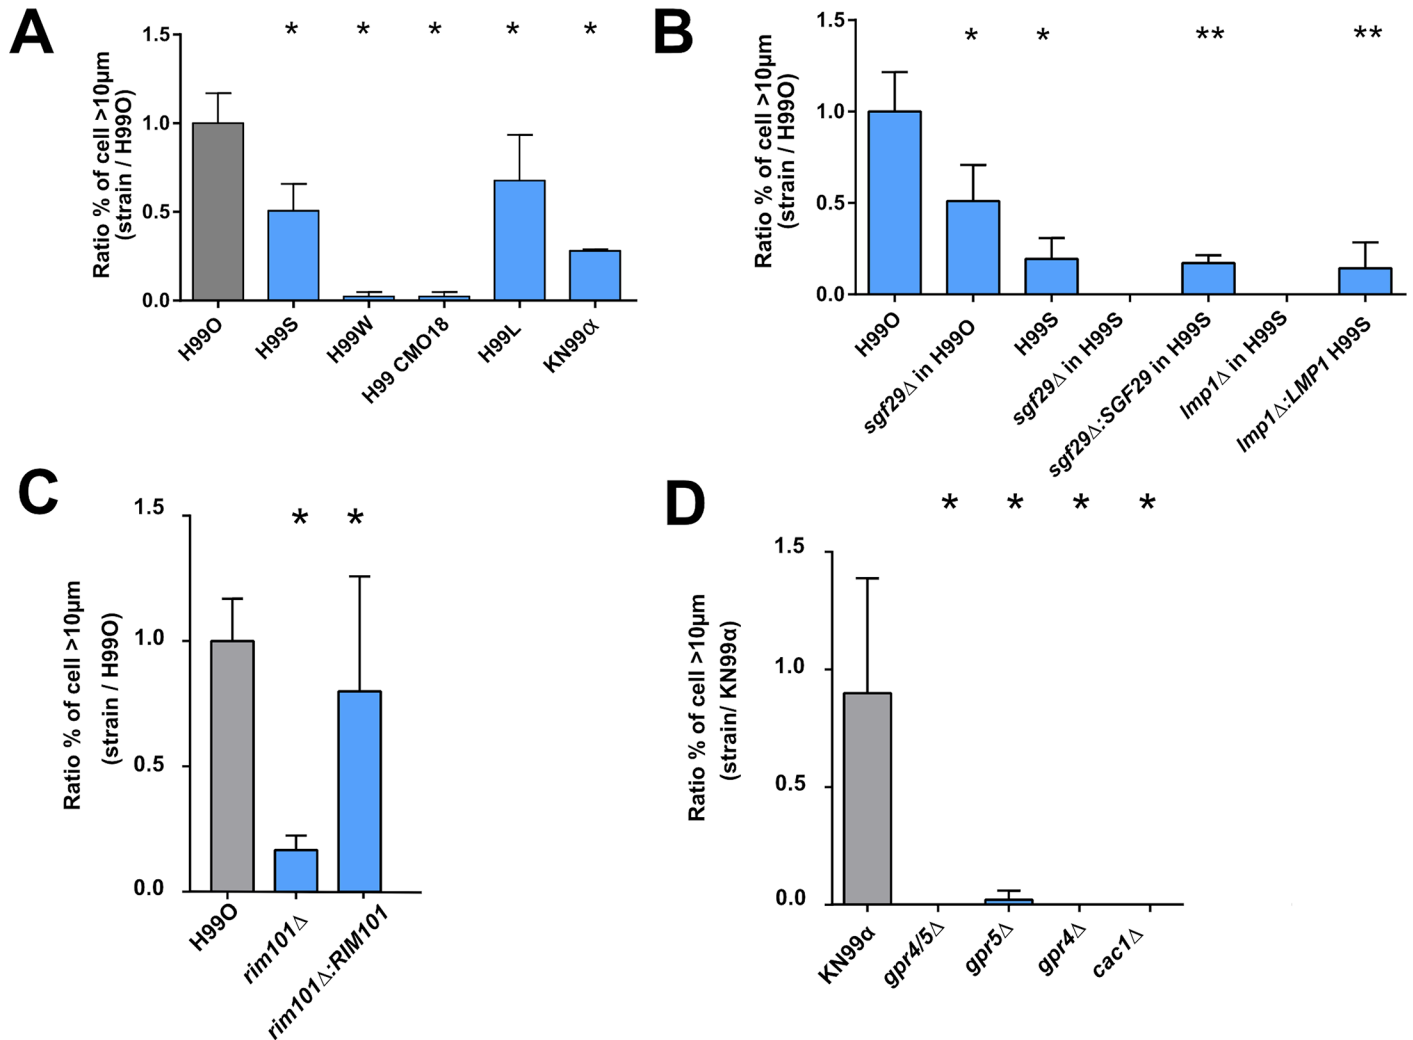 A
Ratio % of cell >10µm
(strain / H99O)
1.5
1.0
0.5
0.0
* * * * *
H99O
H99S
H99W
H99 CMO18
H99L
KN99α
B
Ratio % of cell >10µm
(strain / H99O)
1.5
1.0
0.5
0.0
* * ** **
H99O
sgf29Δ in H99O
H99S
sgf29Δ in H99S
sgf29Δ:SGF29 in H99S
lmp1Δ in H99S
lmp1Δ:LMP1 H99S
C
Ratio % of cell >10µm
(strain / H99O)
1.5
1.0
0.5
0.0
* *
H99O
rim101Δ
rim101Δ:RIM101
D
Ratio % of cell >10µm
(strain/ KN99α)
1.5
1.0
0.5
0.0
* * * *
KN99α
gpr4/5Δ
gpr5Δ
gpr4Δ
cac1Δ